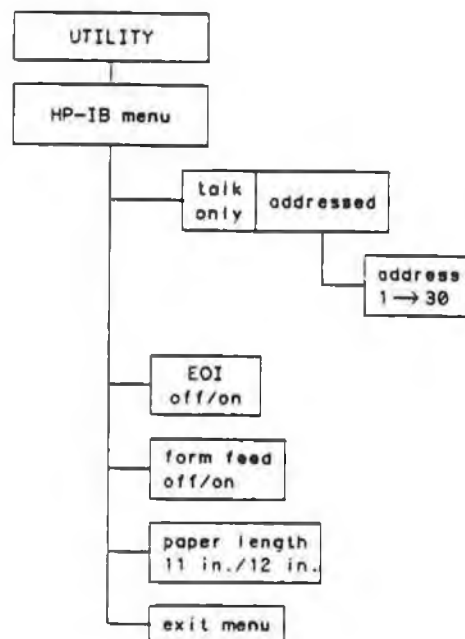 UTILITY
HP-IB menu
talk
only
addressed
address
1 → 30
EOI
off/on
form feed
off/on
paper length
11 in./12 in.
exit menu